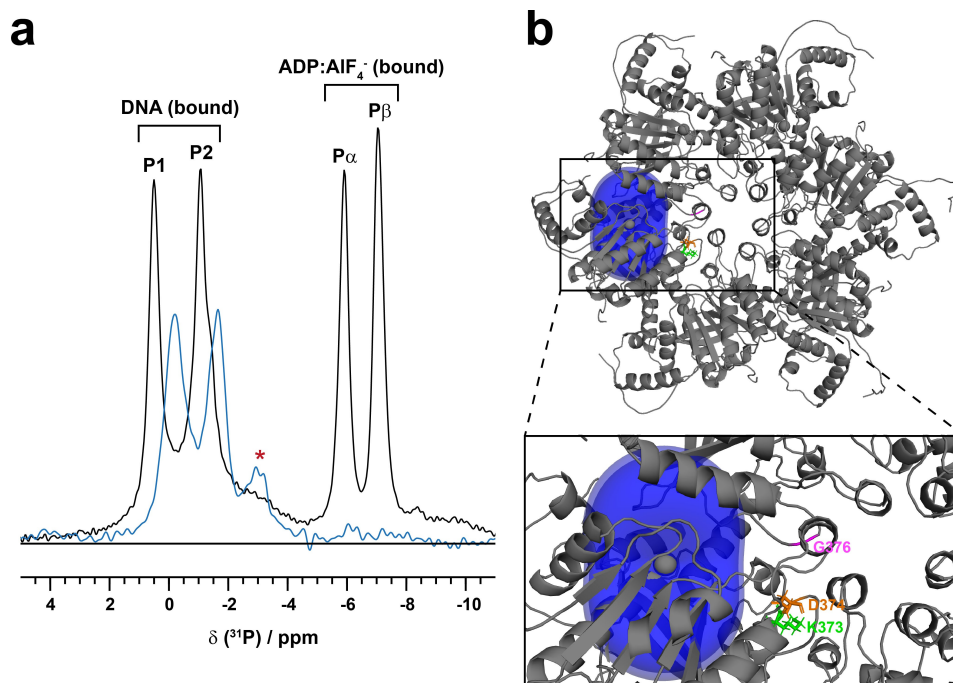 a
b
ADP:AlF4- (bound)
DNA (bound)
P1
P2
Pα
Pβ
*
4 2 0 -2 -4 -6 -8 -10
δ (³¹P) / ppm
G376
D374
K373